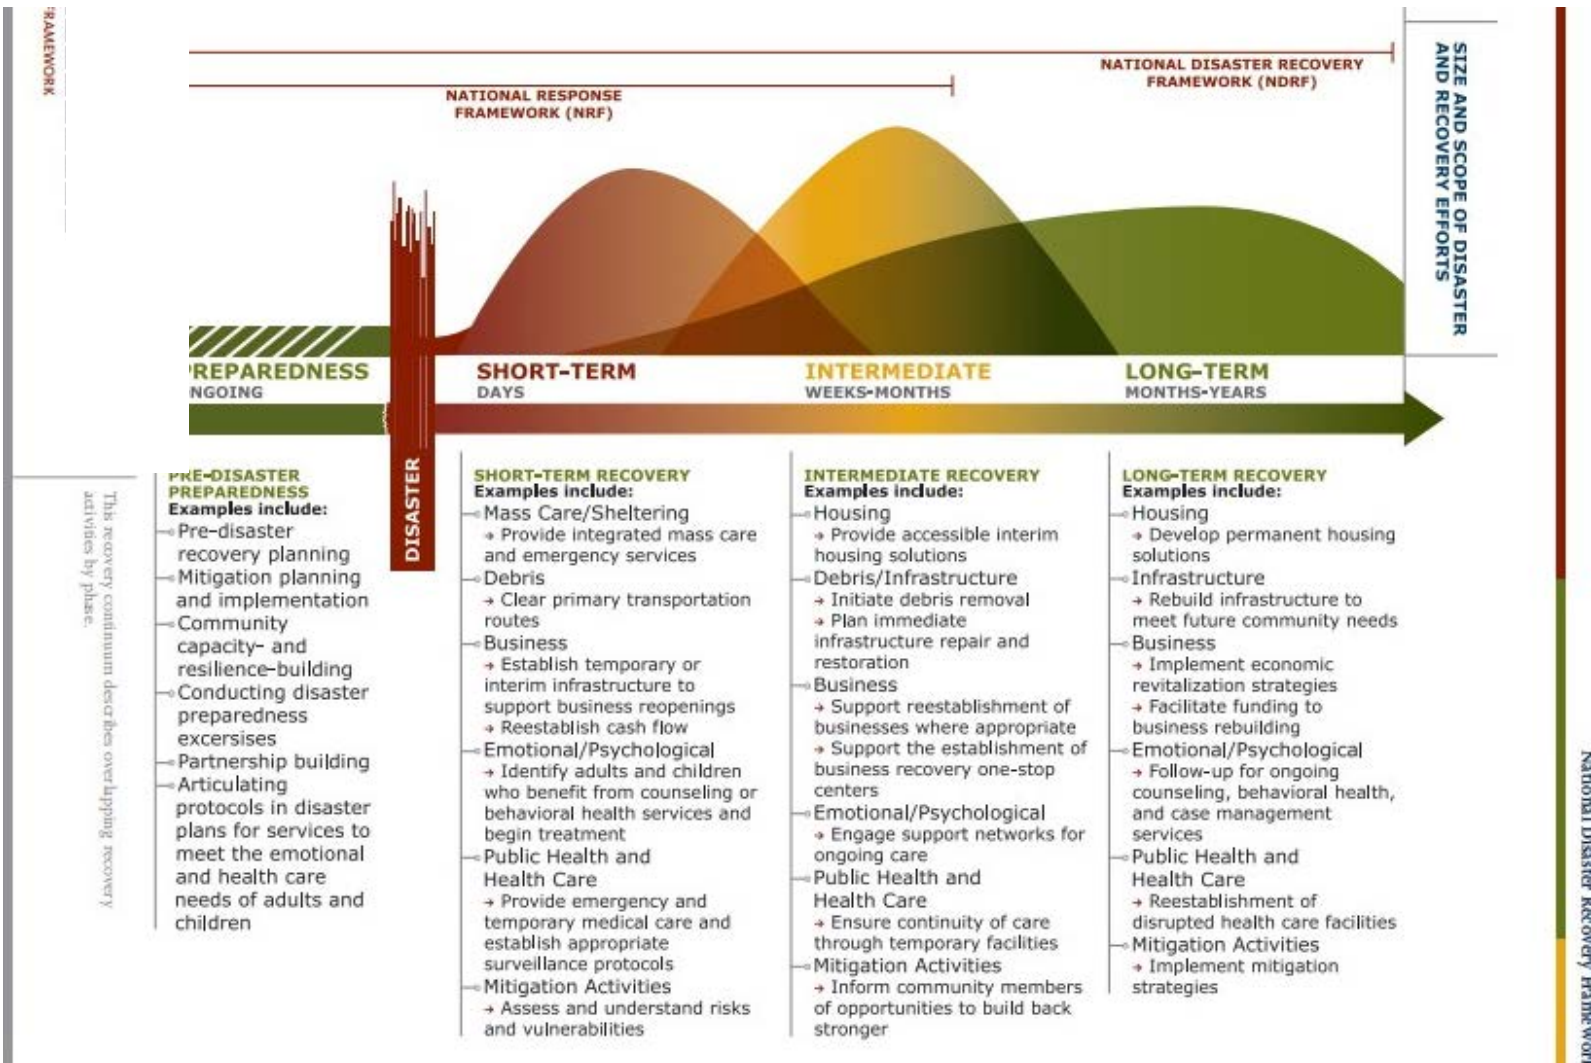 FRAMEWORK
NATIONAL DISASTER RECOVERY
FRAMEWORK (NDRF)
NATIONAL RESPONSE
FRAMEWORK (NRF)
SIZE AND SCOPE OF DISASTER
AND RECOVERY EFFORTS
PREPAREDNESS
NGOING
SHORT-TERM
DAYS
INTERMEDIATE
WEEKS-MONTHS
LONG-TERM
MONTHS-YEARS
DISASTER
This recovery continuum describes overlapping recovery
activities by phase.
PRE-DISASTER
PREPAREDNESS
Examples include:
Pre-disaster
recovery planning
Mitigation planning
and implementation
Community
capacity- and
resilience-building
Conducting disaster
preparedness
excersises
Partnership building
Articulating
protocols in disaster
plans for services to
meet the emotional
and health care
needs of adults and
children
SHORT-TERM RECOVERY
Examples include:
Mass Care/Sheltering
→ Provide integrated mass care
and emergency services
Debris
→ Clear primary transportation
routes
Business
→ Establish temporary or
interim infrastructure to
support business reopenings
→ Reestablish cash flow
Emotional/Psychological
→ Identify adults and children
who benefit from counseling or
behavioral health services and
begin treatment
Public Health and
Health Care
→ Provide emergency and
temporary medical care and
establish appropriate
surveillance protocols
Mitigation Activities
→ Assess and understand risks
and vulnerabilities
INTERMEDIATE RECOVERY
Examples include:
Housing
→ Provide accessible interim
housing solutions
Debris/Infrastructure
→ Initiate debris removal
→ Plan immediate
infrastructure repair and
restoration
Business
→ Support reestablishment of
businesses where appropriate
→ Support the establishment of
business recovery one-stop
centers
Emotional/Psychological
→ Engage support networks for
ongoing care
Public Health and
Health Care
→ Ensure continuity of care
through temporary facilities
Mitigation Activities
→ Inform community members
of opportunities to build back
stronger
LONG-TERM RECOVERY
Examples include:
Housing
→ Develop permanent housing
solutions
Infrastructure
→ Rebuild infrastructure to
meet future community needs
Business
→ Implement economic
revitalization strategies
→ Facilitate funding to
business rebuilding
Emotional/Psychological
→ Follow-up for ongoing
counseling, behavioral health,
and case management
services
Public Health and
Health Care
→ Reestablishment of
disrupted health care facilities
Mitigation Activities
→ Implement mitigation
strategies
National Disaster Recovery Framework